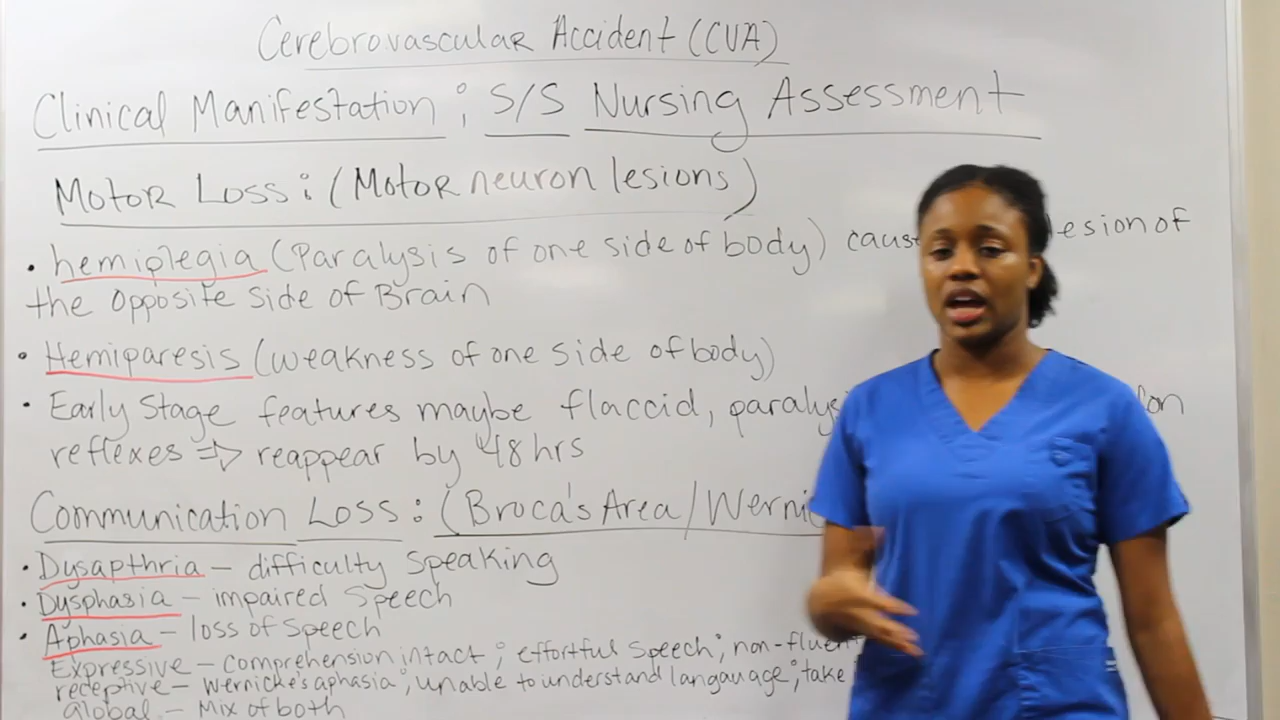 Cerebrovascular Accident (CVA)
Clinical Manifestation ; S/S Nursing Assessment
Motor Loss : (Motor neuron lesions)
• hemiplegia (Paralysis of one side of body) esion of
the opposite side of Brain
• Hemiparesis (weakness of one side of body)
• Early Stage features maybe flaccid, on
reflexes ⇒ reappear by 48 hrs
Communication Loss : (Broca's Area/
• Dysapthria – difficulty Speaking
• Dysphasia – impaired Speech
• Aphasia – loss of Speech
Expressive – comprehension intact ; effortful speech ; non-fluent
receptive – Wernicke's aphasia ; unable to understand langauage ; take
Global – Mix of both